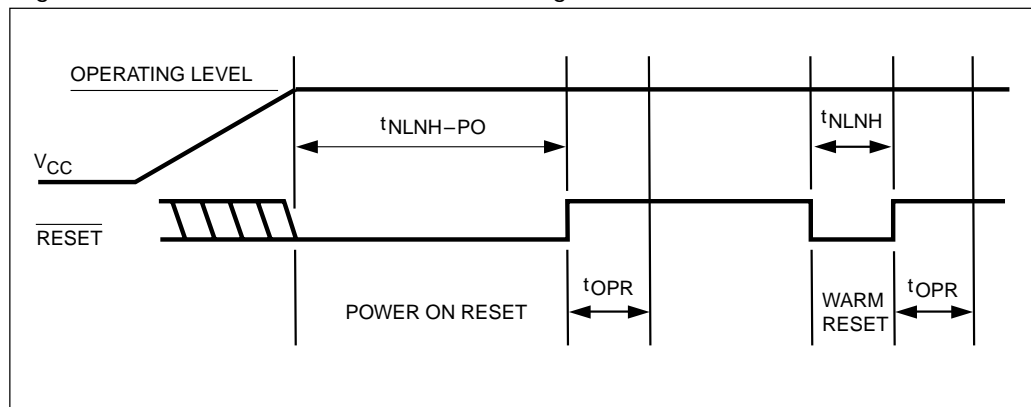 OPERATING LEVEL
tNLNH–PO
tNLNH
VCC
RESET
tOPR
tOPR
POWER ON RESET
WARM
RESET